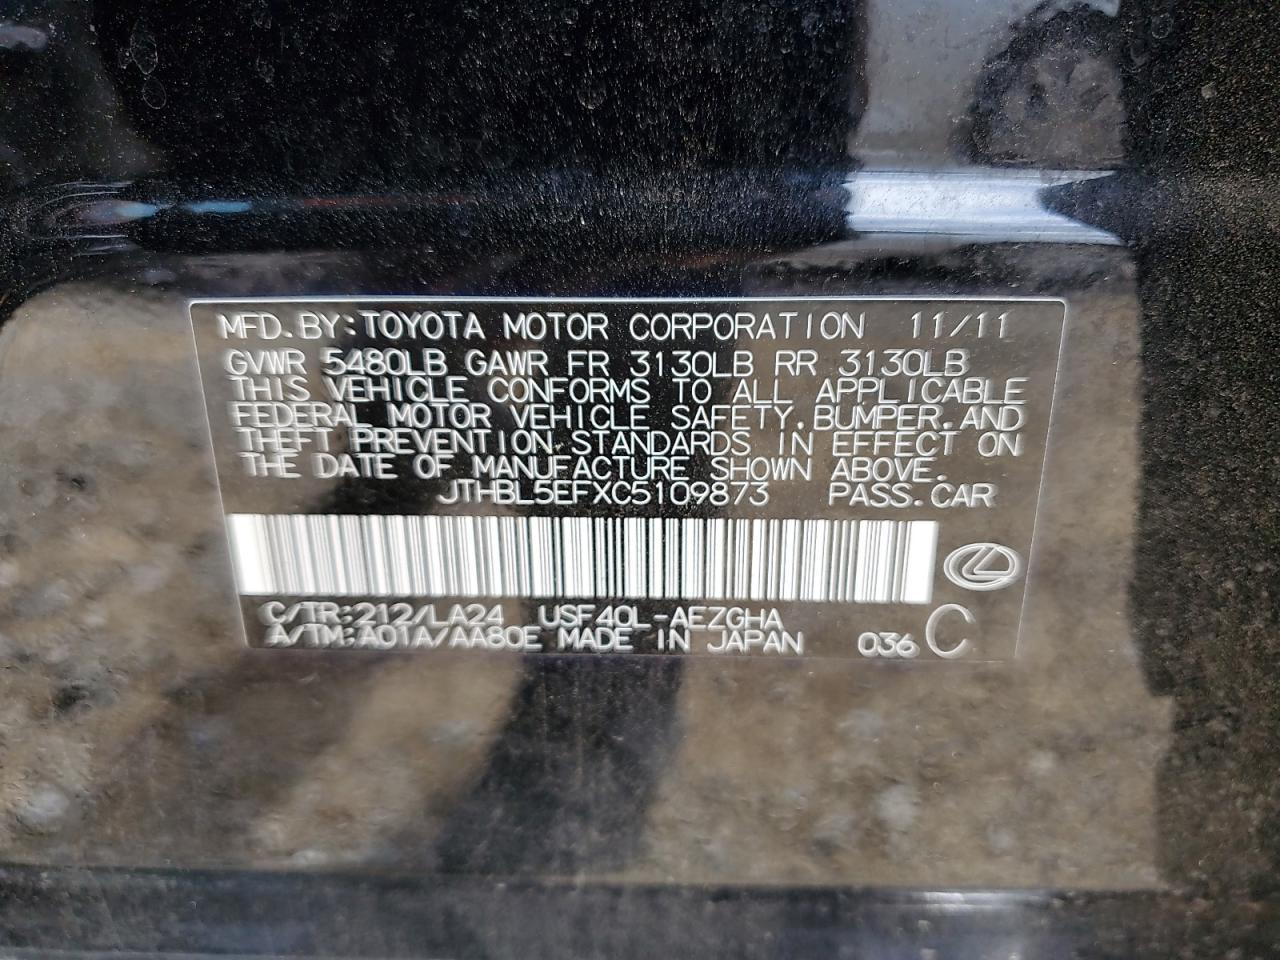 MFD.BY:TOYOTA MOTOR CORPORATION 11/11
GVWR 5480LB GAWR FR 3130LB RR 3130LB
THIS VEHICLE CONFORMS TO ALL APPLICABLE
FEDERAL MOTOR VEHICLE SAFETY,BUMPER,AND
THEFT PREVENTION STANDARDS IN EFFECT ON
THE DATE OF MANUFACTURE SHOWN ABOVE.
JTHBL5EFXC5109873 PASS.CAR
C/TR:212/LA24 USF40L-AEZGHA
A/TM:A01A/AA80E MADE IN JAPAN 036 C